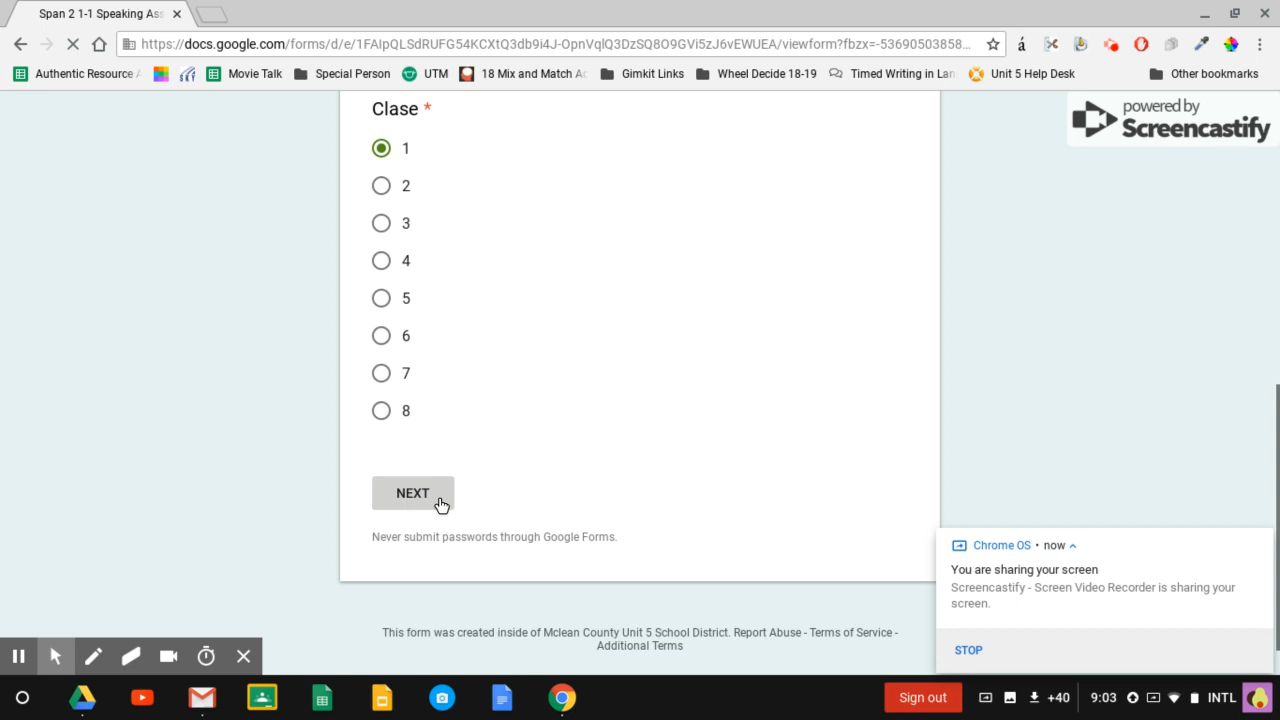 Span 2 1-1 Speaking Ass
https://docs.google.com/forms/d/e/1FAIpQLSdRUFG54KCXtQ3db9i4J-OpnVqlQ3DzSQ8O9GVi5zJ6vEWUEA/viewform?fbzx=-53690503858...
Authentic Resource Movie Talk Special Person UTM 18 Mix and Match Gimkit Links Wheel Decide 18-19 Timed Writing in Lan Unit 5 Help Desk Other bookmarks
powered by
Screencastify
Clase *
1
2
3
4
5
6
7
8
NEXT
Never submit passwords through Google Forms.
This form was created inside of Mclean County Unit 5 School District. Report Abuse - Terms of Service -
Additional Terms
Chrome OS • now
You are sharing your screen
Screencastify - Screen Video Recorder is sharing your
screen.
STOP
Sign out +40 9:03 INTL